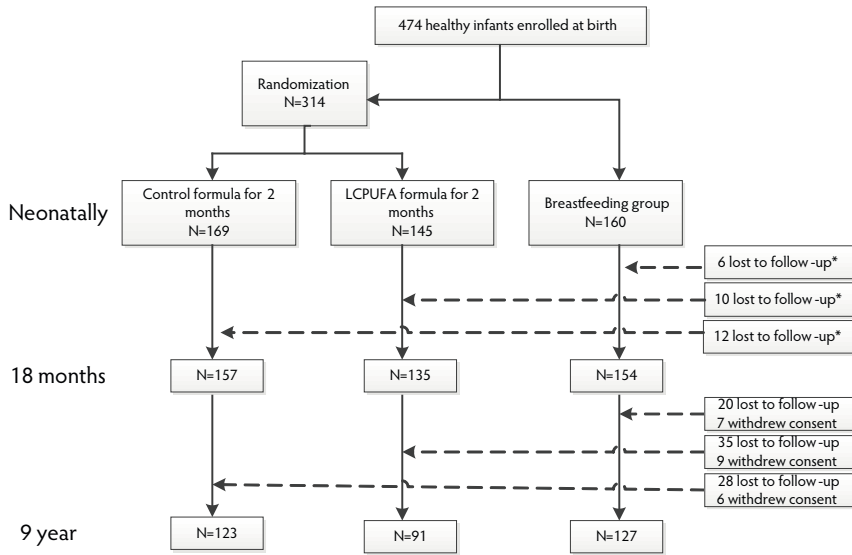 474 healthy infants enrolled at birth
Randomization
N=314
Neonatally
Control formula for 2
months
N=169
LCPUFA formula for 2
months
N=145
Breastfeeding group
N=160
6 lost to follow-up*
10 lost to follow-up*
12 lost to follow-up*
18 months
N=157
N=135
N=154
20 lost to follow-up
7 withdrew consent
35 lost to follow-up
9 withdrew consent
28 lost to follow-up
6 withdrew consent
9 year
N=123
N=91
N=127